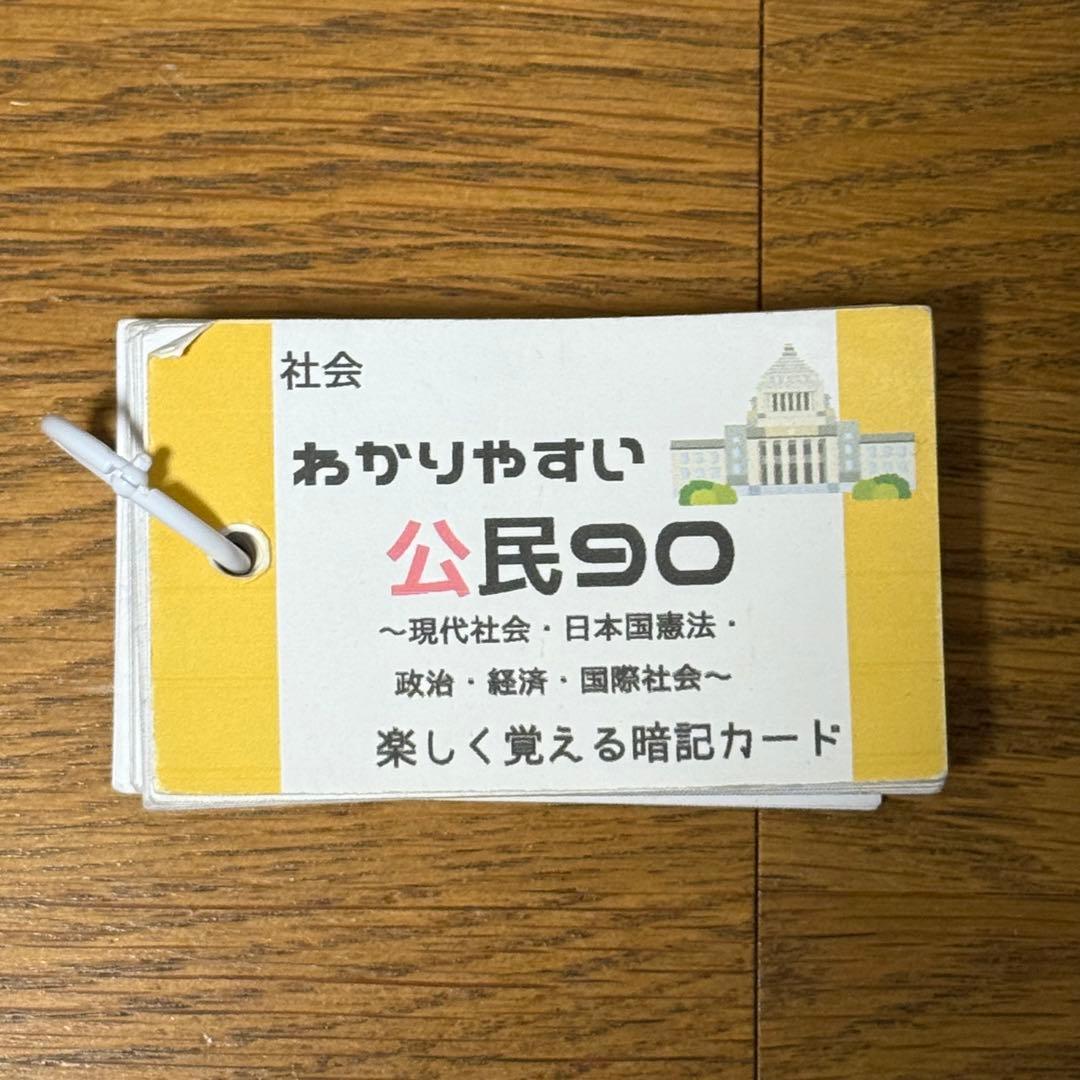 社会
わかりやすい
公民90
〜現代社会・日本国憲法・
政治・経済・国際社会〜
楽しく覚える暗記カード